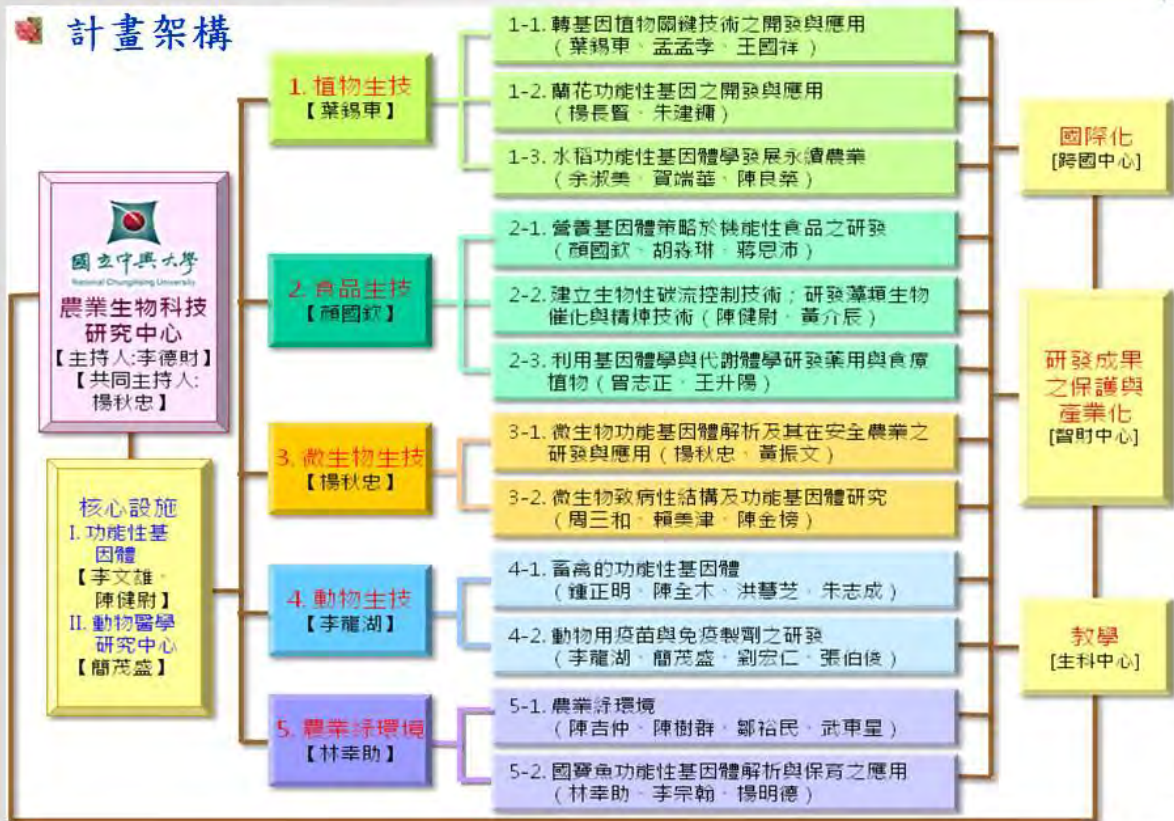 計畫架構
國立中興大學
National Chunghsing University
農業生物科技
研究中心
【主持人:李德財】
【共同主持人:
楊秋忠】
核心設施
I. 功能性基
因體
【李文雄、
陳健尉】
II. 動物醫學
研究中心
【簡茂盛】
1. 植物生技
【葉錫東】
2. 食品生技
【顏國欽】
3. 微生物生技
【楊秋忠】
4. 動物生技
【李龍湖】
5. 農業綠環境
【林幸助】
1-1. 轉基因植物關鍵技術之開發與應用
(葉錫東、孟孟孝、王國祥)
1-2. 蘭花功能性基因之開發與應用
(楊長賢、朱建鏞)
1-3. 水稻功能性基因體學發展永續農業
(余淑美、賀端華、陳良築)
2-1. 營養基因體策略於機能性食品之研發
(顏國欽、胡淼琳、蔣恩沛)
2-2. 建立生物性碳流控制技術;研發藻類生物
催化與精煉技術(陳健尉、黃介辰)
2-3. 利用基因體學與代謝體學研發藥用與食療
植物(曾志正、王升陽)
3-1. 微生物功能基因體解析及其在安全農業之
研發與應用(楊秋忠、黃振文)
3-2. 微生物致病性結構及功能基因體研究
(周三和、賴美津、陳金榜)
4-1. 畜禽的功能性基因體
(鍾正明、陳全木、洪慧芝、朱志成)
4-2. 動物用疫苗與免疫製劑之研發
(李龍湖、簡茂盛、劉宏仁、張伯俊)
5-1. 農業綠環境
(陳吉仲、陳樹群、鄒裕民、武東星)
5-2. 國寶魚功能性基因體解析與保育之應用
(林幸助、李宗翰、楊明德)
國際化
[跨國中心]
研發成果
之保護與
產業化
[智財中心]
教學
[生科中心]